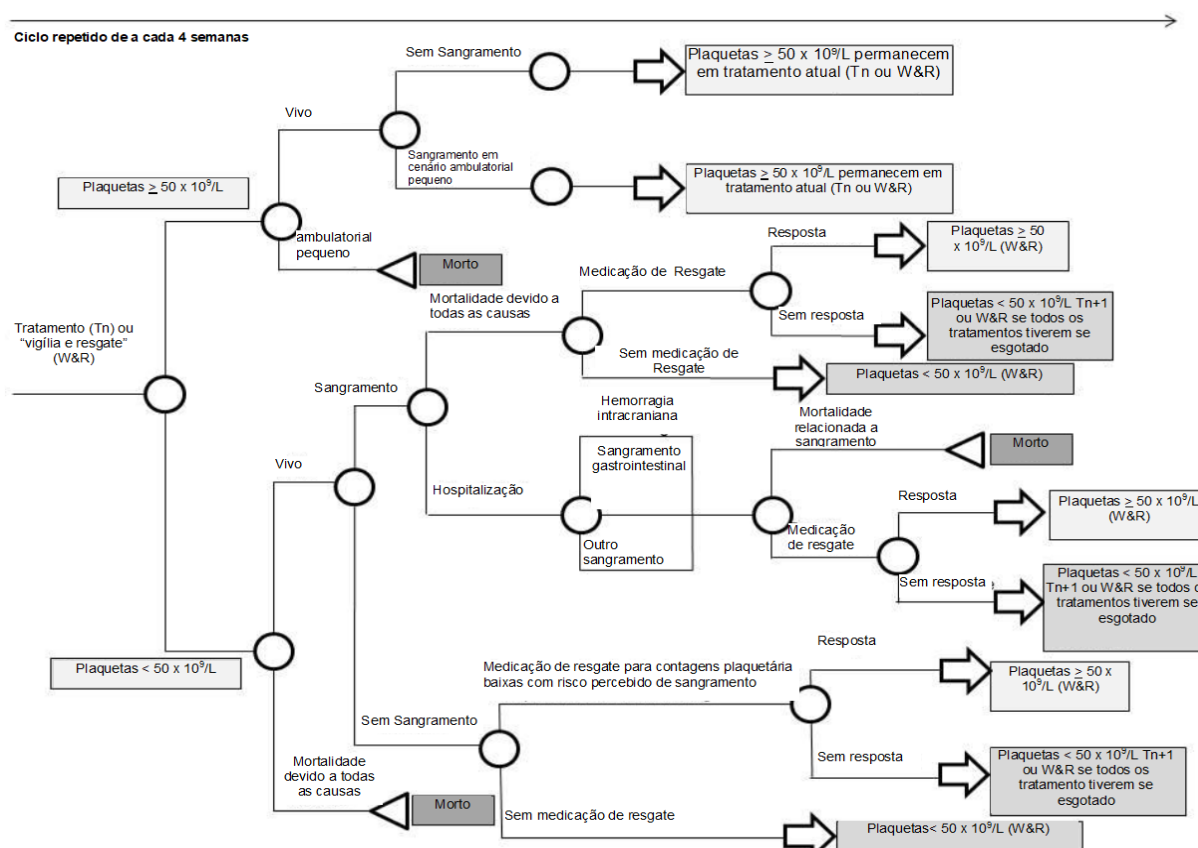 Ciclo repetido de a cada 4 semanas
Sem Sangramento
Plaquetas ≥ 50 x 10⁹/L permanecem
em tratamento atual (Tn ou W&R)
Vivo
Sangramento em
cenário ambulatorial
pequeno
Plaquetas ≥ 50 x 10⁹/L permanecem em
tratamento atual (Tn ou W&R)
Plaquetas ≥ 50 x 10⁹/L
ambulatorial
pequeno
Morto
Resposta
Plaquetas ≥ 50
x 10⁹/L (W&R)
Medicação de Resgate
Mortalidade devido a
todas as causas
Sem resposta
Plaquetas < 50 x 10⁹/L Tn+1
ou W&R se todos os
tratamentos tiverem se
esgotado
Tratamento (Tn) ou
“vigília e resgate”
(W&R)
Sem medicação de
Resgate
Plaquetas < 50 x 10⁹/L (W&R)
Sangramento
Hemorragia
intracraniana
Mortalidade
relacionada a
sangramento
Morto
Sangramento
gastrointestinal
Vivo
Hospitalização
Resposta
Plaquetas ≥ 50 x 10⁹/L
(W&R)
Outro
sangramento
Medicação
de resgate
Sem resposta
Plaquetas < 50 x 10⁹/L
Tn+1 ou W&R se todos o
tratamentos tiverem se
esgotado
Plaquetas < 50 x 10⁹/L
Resposta
Medicação de resgate para contagens plaquetária
baixas com risco percebido de sangramento
Plaquetas ≥ 50 x
10⁹/L (W&R)
Sem Sangramento
Sem resposta
Plaquetas < 50 x 10⁹/L Tn+1
ou W&R se todos os
tratamento tiverem se
esgotado
Mortalidade
devido a todas
as causas
Morto
Sem medicação de resgate
Plaquetas< 50 x 10⁹/L (W&R)